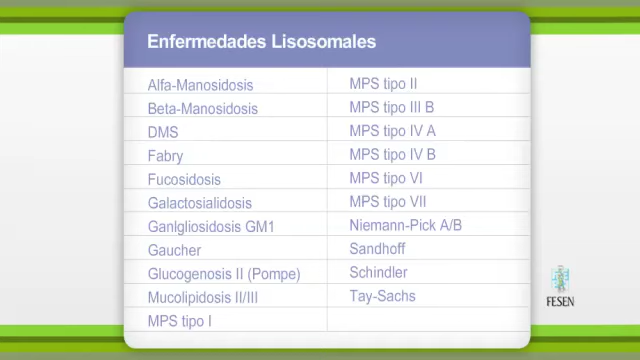 Enfermedades Lisosomales
Alfa-Manosidosis
Beta-Manosidosis
DMS
Fabry
Fucosidosis
Galactosialidosis
Ganlgliosidosis GM1
Gaucher
Glucogenosis II (Pompe)
Mucolipidosis II/III
MPS tipo I
MPS tipo II
MPS tipo III B
MPS tipo IV A
MPS tipo IV B
MPS tipo VI
MPS tipo VII
Niemann-Pick A/B
Sandhoff
Schindler
Tay-Sachs
FESEN